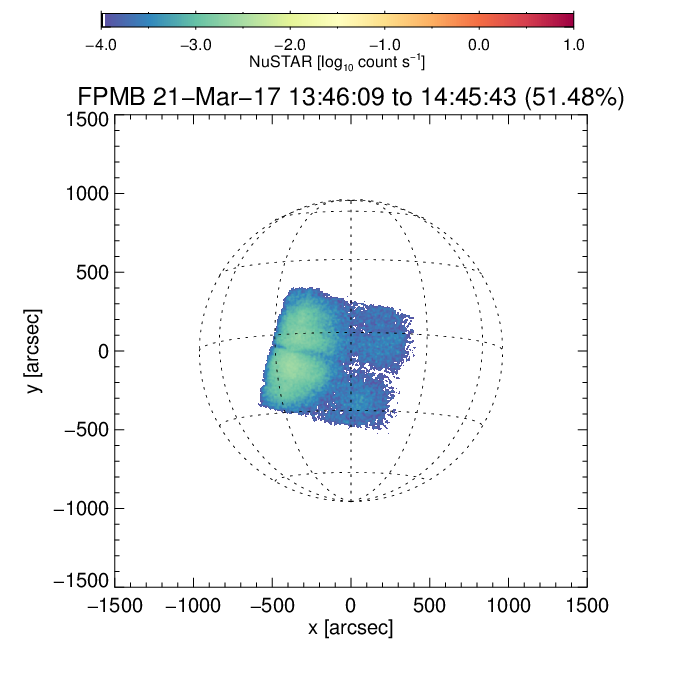 −4.0 −3.0 −2.0 −1.0 0.0 1.0
NuSTAR [log₁₀ count s⁻¹]
FPMB 21−Mar−17 13:46:09 to 14:45:43 (51.48%)
1500
1000
500
0
−500
−1000
−1500
y [arcsec]
−1500 −1000 −500 0 500 1000 1500
x [arcsec]